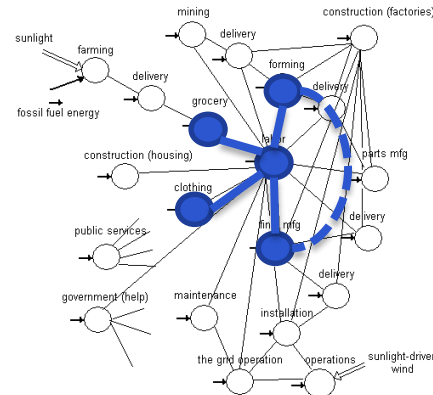 mining
construction (factories)
sunlight
delivery
farming
forming
delivery
delivery
grocery
fossil fuel energy
labor
construction (housing)
parts mfg
clothing
public services
final mfg
delivery
delivery
government (help)
maintenance
installation
the grid operation
operations
sunlight-driven
wind